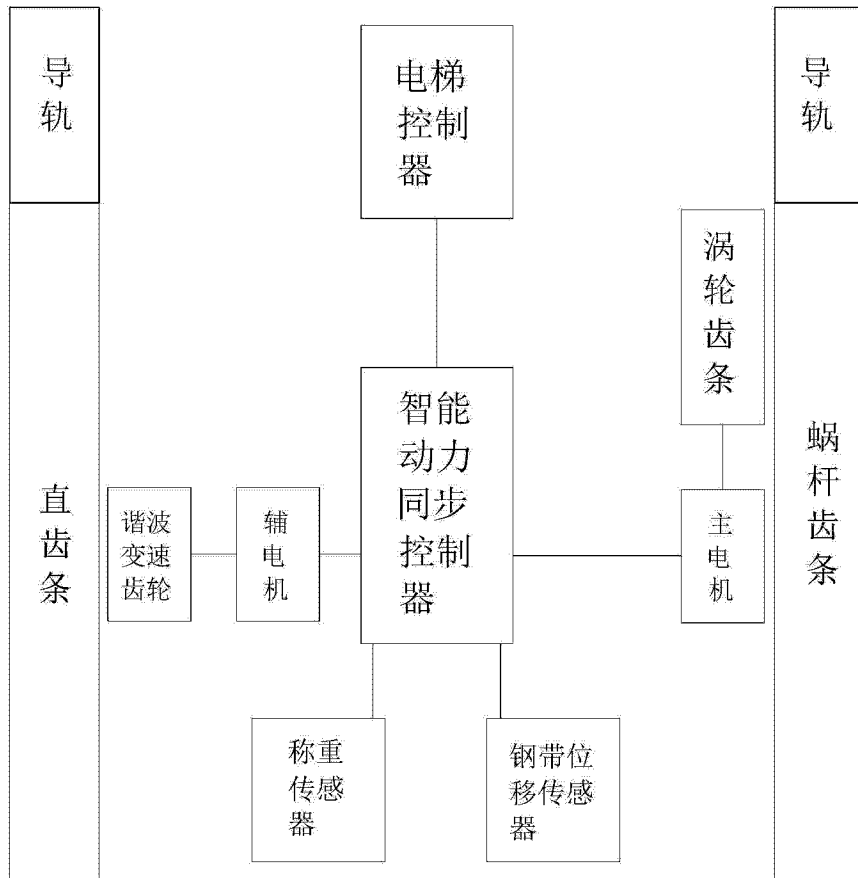 导
轨
电梯
控制
器
导
轨
涡
轮
齿
条
智能
动力
同步
控制
器
直
齿
条
谐波
变速
齿轮
辅
电
机
主
电
机
蜗
杆
齿
条
称重
传感
器
钢带位
移传感
器